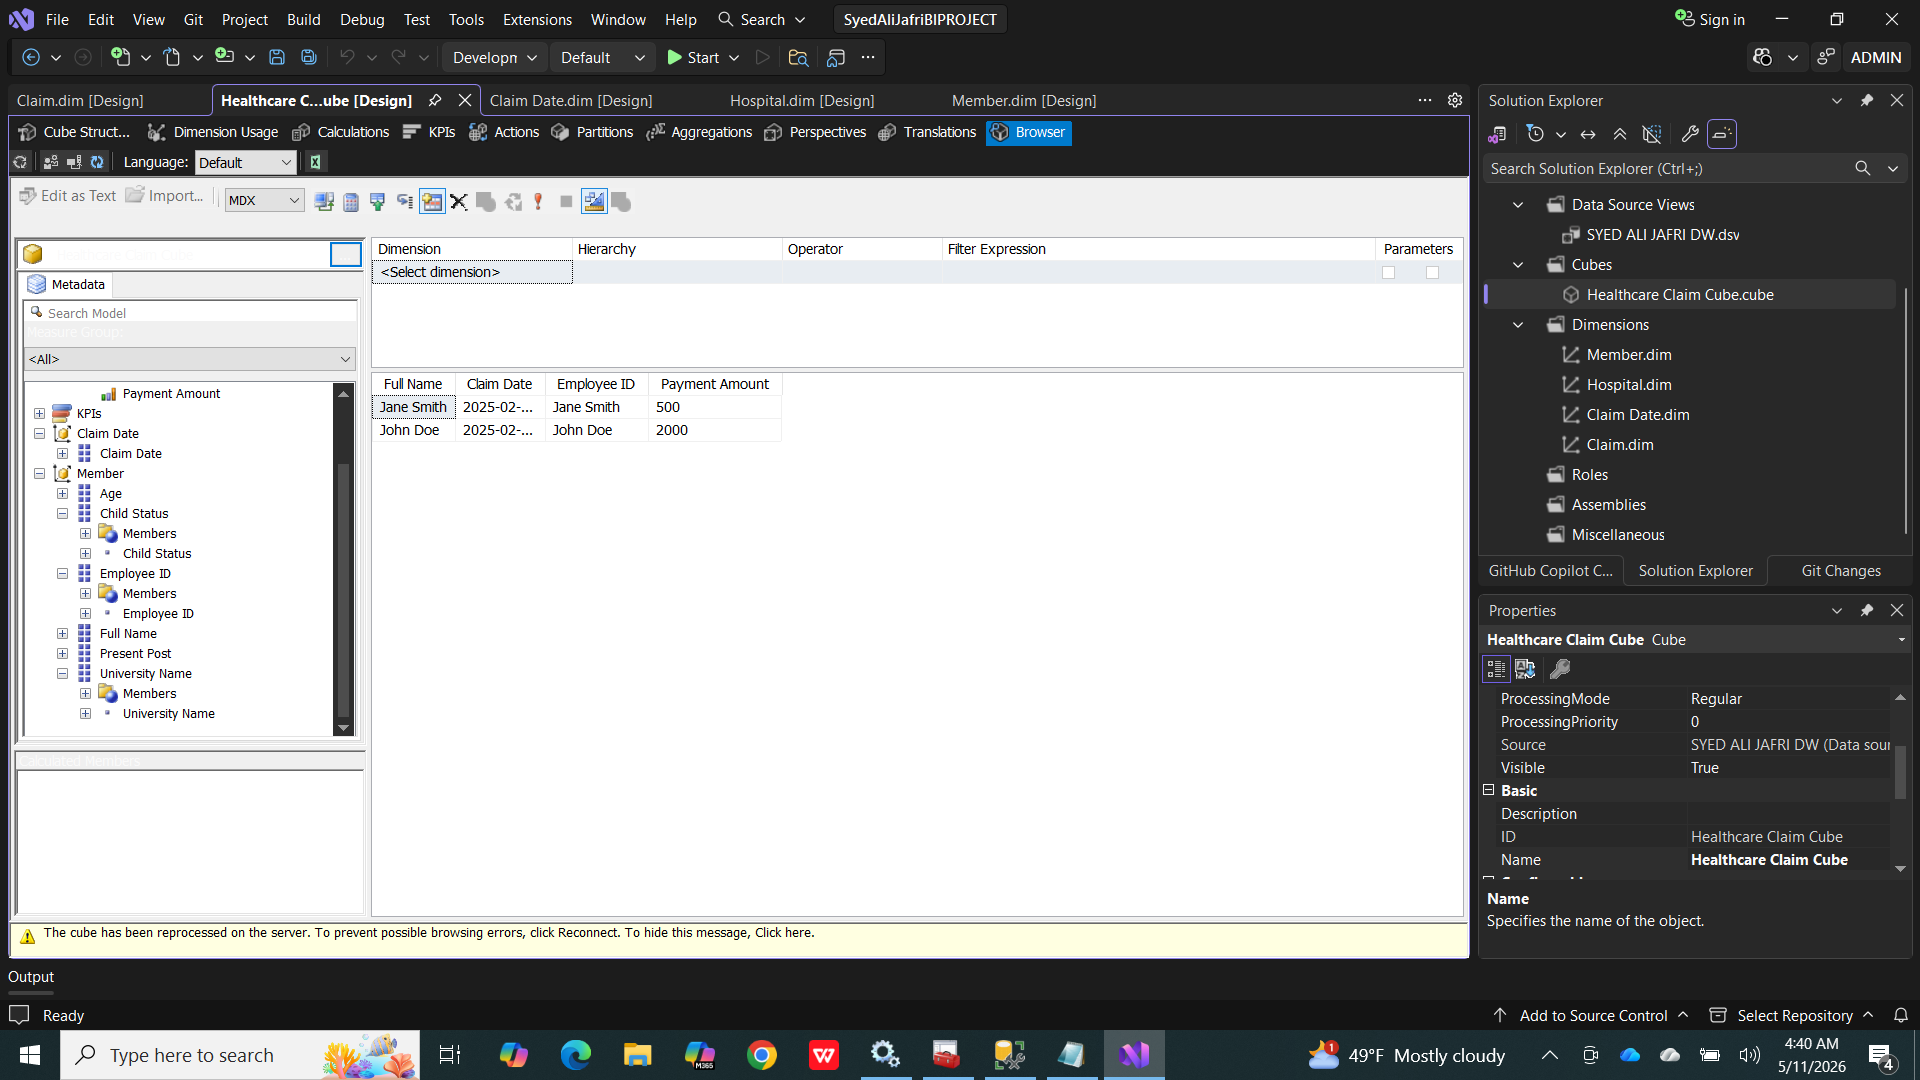 File Edit View Git Project Build Debug Test Tools Extensions Window Help Search SyedAliJafriBIPROJECT Sign in
Developn Default Start ADMIN
Claim.dim [Design] Healthcare C...ube [Design] Claim Date.dim [Design] Hospital.dim [Design] Member.dim [Design]
Cube Struct... Dimension Usage Calculations KPIs Actions Partitions Aggregations Perspectives Translations Browser
Language: Default
Edit as Text Import... MDX
Metadata
Search Model
Measure Group:
<All>
Payment Amount
KPIs
Claim Date
Claim Date
Member
Age
Child Status
Members
Child Status
Employee ID
Members
Employee ID
Full Name
Present Post
University Name
Members
University Name
Calculated Members
Dimension Hierarchy Operator Filter Expression Parameters
<Select dimension>
Full Name Claim Date Employee ID Payment Amount
Jane Smith 2025-02-... Jane Smith 500
John Doe 2025-02-... John Doe 2000
The cube has been reprocessed on the server. To prevent possible browsing errors, click Reconnect. To hide this message, Click here.
Solution Explorer
Search Solution Explorer (Ctrl+;)
Data Source Views
SYED ALI JAFRI DW.dsv
Cubes
Healthcare Claim Cube.cube
Dimensions
Member.dim
Hospital.dim
Claim Date.dim
Claim.dim
Roles
Assemblies
Miscellaneous
GitHub Copilot C... Solution Explorer Git Changes
Properties
Healthcare Claim Cube Cube
ProcessingMode Regular
ProcessingPriority 0
Source SYED ALI JAFRI DW (Data sour
Visible True
Basic
Description
ID Healthcare Claim Cube
Name Healthcare Claim Cube
Name
Specifies the name of the object.
Output
Ready Add to Source Control Select Repository
Type here to search M365 49°F Mostly cloudy 4:40 AM
5/11/2026 4